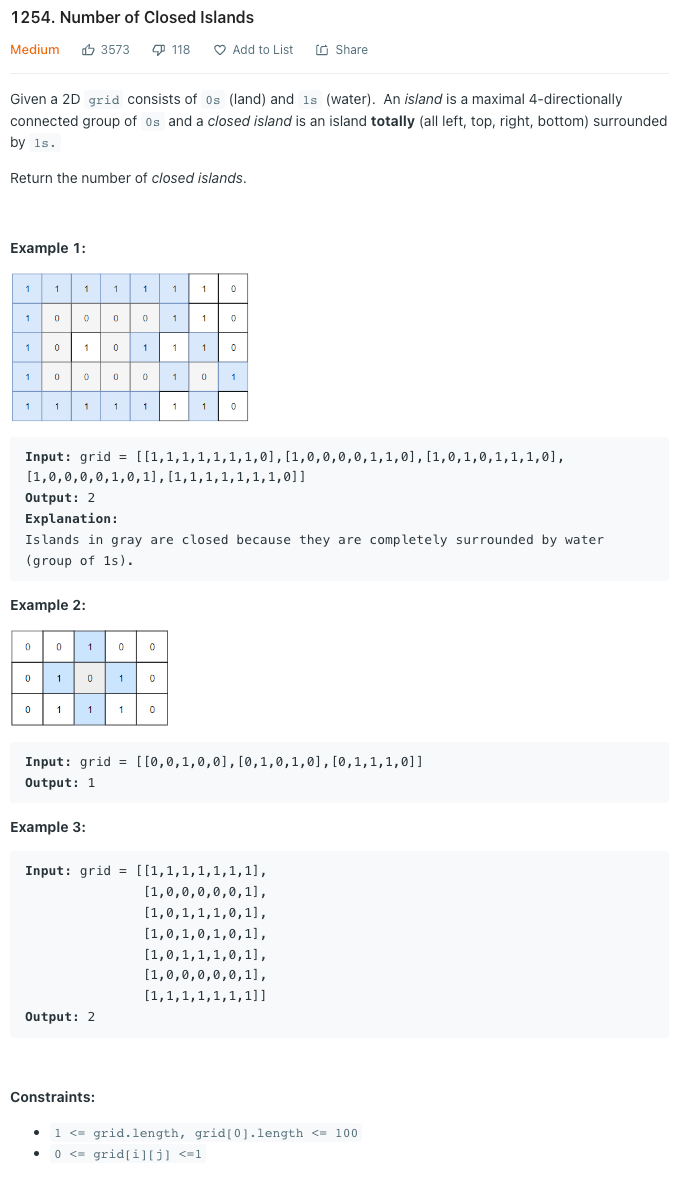 1254. Number of Closed Islands
Medium 3573 118 Add to List Share
Given a 2D grid consists of 0s (land) and 1s (water). An island is a maximal 4-directionally
connected group of 0s and a closed island is an island totally (all left, top, right, bottom) surrounded
by 1s.
Return the number of closed islands.
Example 1:
1 1 1 1 1 1 1 0
1 0 0 0 0 1 1 0
1 0 1 0 1 1 1 0
1 0 0 0 0 1 0 1
1 1 1 1 1 1 1 0
Input: grid = [[1,1,1,1,1,1,1,0],[1,0,0,0,0,1,1,0],[1,0,1,0,1,1,1,0],
[1,0,0,0,0,1,0,1],[1,1,1,1,1,1,1,0]]
Output: 2
Explanation:
Islands in gray are closed because they are completely surrounded by water
(group of 1s).
Example 2:
0 0 1 0 0
0 1 0 1 0
0 1 1 1 0
Input: grid = [[0,0,1,0,0],[0,1,0,1,0],[0,1,1,1,0]]
Output: 1
Example 3:
Input: grid = [[1,1,1,1,1,1,1],
[1,0,0,0,0,0,1],
[1,0,1,1,1,0,1],
[1,0,1,0,1,0,1],
[1,0,1,1,1,0,1],
[1,0,0,0,0,0,1],
[1,1,1,1,1,1,1]]
Output: 2
Constraints:
• 1 <= grid.length, grid[0].length <= 100
• 0 <= grid[i][j] <=1